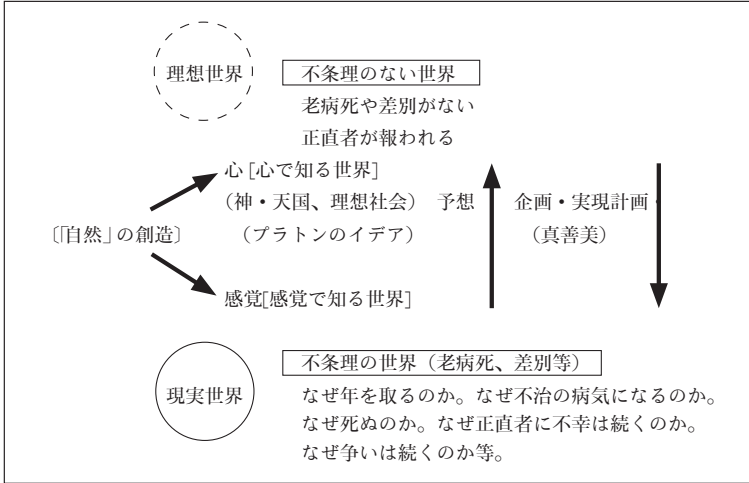 理想世界
不条理のない世界
老病死や差別がない
正直者が報われる
心[心で知る世界]
(神・天国、理想社会) 予想 企画・実現計画・
〔「自然」の創造〕 (プラトンのイデア) (真善美)
感覚[感覚で知る世界]
現実世界
不条理の世界(老病死、差別等)
なぜ年を取るのか。なぜ不治の病気になるのか。
なぜ死ぬのか。なぜ正直者に不幸は続くのか。
なぜ争いは続くのか等。